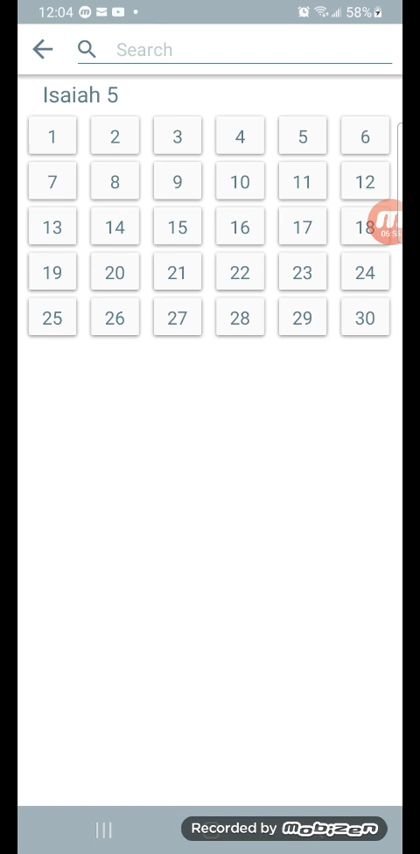 12:04 58%
Search
Isaiah 5
1 2 3 4 5 6
7 8 9 10 11 12
13 14 15 16 17 18
19 20 21 22 23 24
25 26 27 28 29 30
Recorded by mobizen